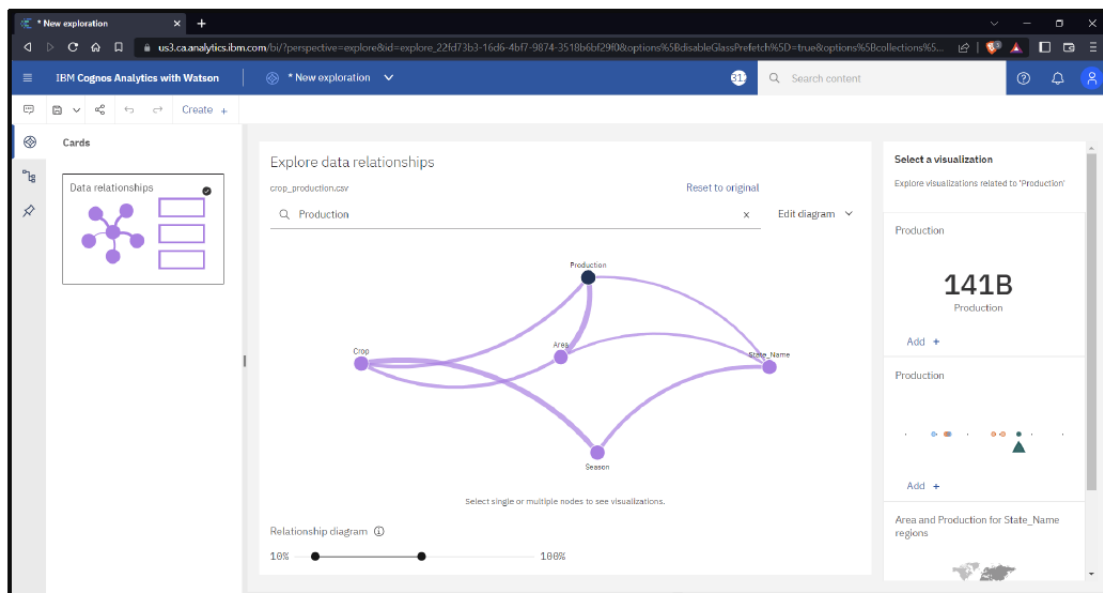 * New exploration
us3.ca.analytics.ibm.com/bi/?perspective=explore&id=explore_22fd73b3-16d6-4bf7-9874-3518b6bf29f0&options%5BdisableGlassPrefetch%5D=true&options%5Bcollections%5...
IBM Cognos Analytics with Watson
* New exploration
Search content
Create +
Cards
Data relationships
Explore data relationships
crop_production.csv
Reset to original
Production
x
Edit diagram
Production
Crop
Area
State_Name
Season
Select single or multiple nodes to see visualizations.
Relationship diagram
10%
100%
Select a visualization
Explore visualizations related to 'Production'
Production
141B
Production
Add +
Production
Add +
Area and Production for State_Name
regions